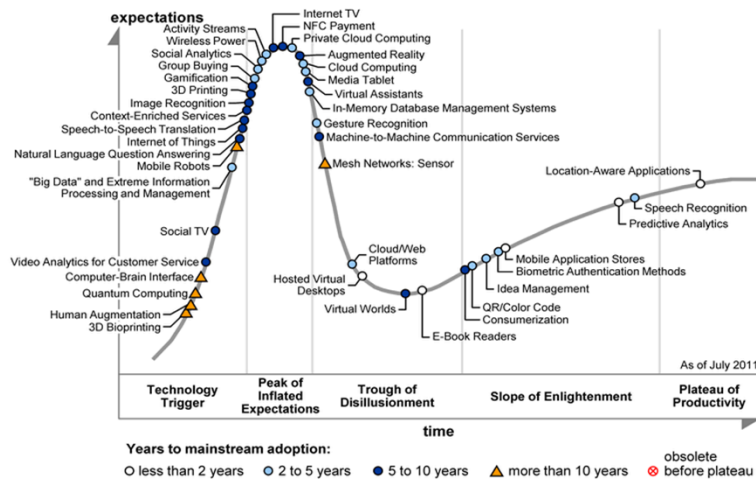 expectations
Internet TV
NFC Payment
Activity Streams
Private Cloud Computing
Wireless Power
Social Analytics
Augmented Reality
Group Buying
Cloud Computing
Gamification
Media Tablet
3D Printing
Virtual Assistants
Image Recognition
In-Memory Database Management Systems
Context-Enriched Services
Gesture Recognition
Speech-to-Speech Translation
Machine-to-Machine Communication Services
Internet of Things
Natural Language Question Answering
Mesh Networks: Sensor
Mobile Robots
Location-Aware Applications
"Big Data" and Extreme Information
Processing and Management
Speech Recognition
Predictive Analytics
Social TV
Cloud/Web
Platforms
Mobile Application Stores
Video Analytics for Customer Service
Biometric Authentication Methods
Computer-Brain Interface
Hosted Virtual
Desktops
Idea Management
Quantum Computing
Virtual Worlds
QR/Color Code
Human Augmentation
Consumerization
3D Bioprinting
E-Book Readers
As of July 2011
Technology
Trigger
Peak of
Inflated
Expectations
Trough of
Disillusionment
Slope of Enlightenment
Plateau of
Productivity
time
Years to mainstream adoption:
less than 2 years
2 to 5 years
5 to 10 years
more than 10 years
obsolete
before plateau